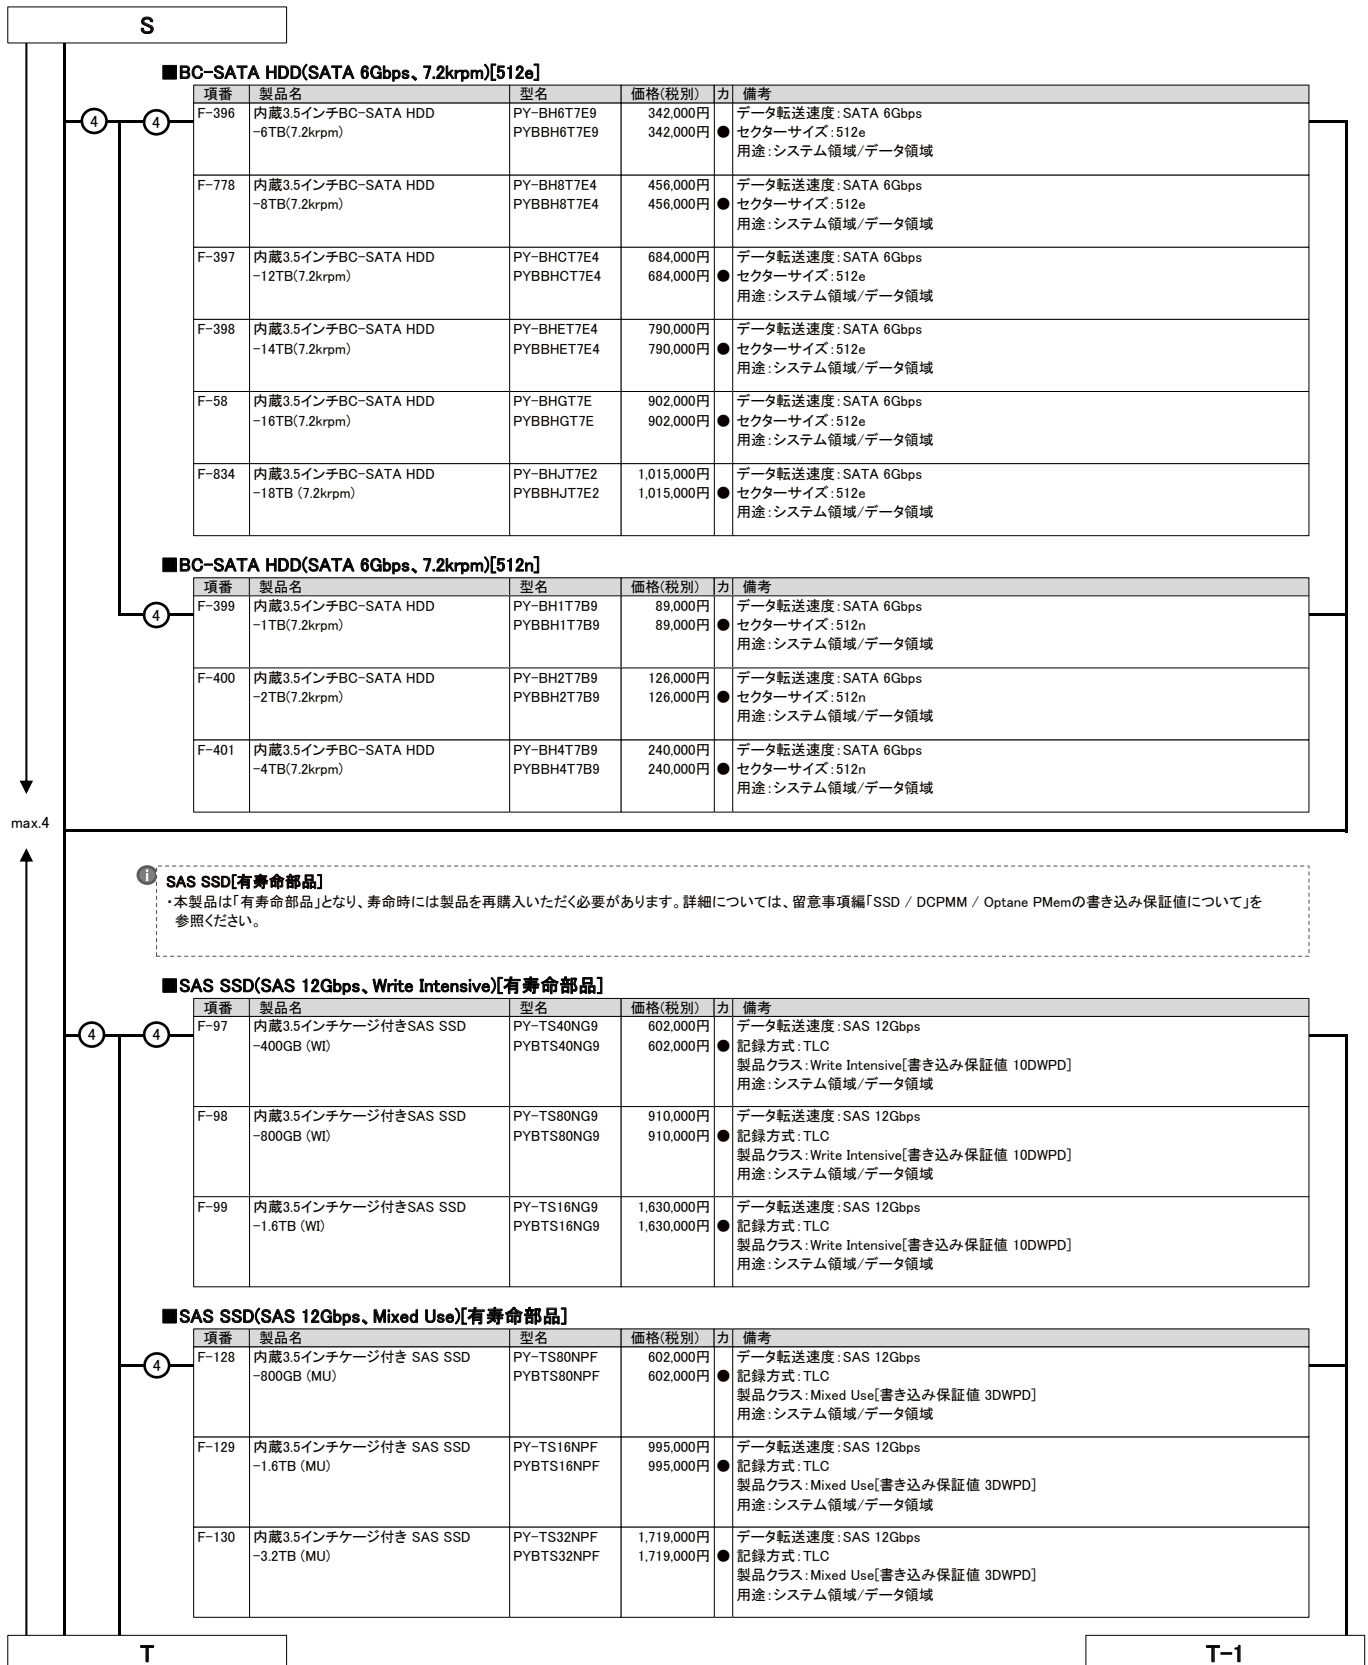 S
■BC-SATA HDD(SATA 6Gbps、7.2krpm)[512e]
項番 製品名 型名 価格(税別) カ 備考
④ ④ F-396 内蔵3.5インチBC-SATA HDD PY-BH6T7E9 342,000円 データ転送速度:SATA 6Gbps
-6TB(7.2krpm) PYBBH6T7E9 342,000円 ● セクターサイズ:512e
用途:システム領域/データ領域
F-778 内蔵3.5インチBC-SATA HDD PY-BH8T7E4 456,000円 データ転送速度:SATA 6Gbps
-8TB(7.2krpm) PYBBH8T7E4 456,000円 ● セクターサイズ:512e
用途:システム領域/データ領域
F-397 内蔵3.5インチBC-SATA HDD PY-BHCT7E4 684,000円 データ転送速度:SATA 6Gbps
-12TB(7.2krpm) PYBBHCT7E4 684,000円 ● セクターサイズ:512e
用途:システム領域/データ領域
F-398 内蔵3.5インチBC-SATA HDD PY-BHET7E4 790,000円 データ転送速度:SATA 6Gbps
-14TB(7.2krpm) PYBBHET7E4 790,000円 ● セクターサイズ:512e
用途:システム領域/データ領域
F-58 内蔵3.5インチBC-SATA HDD PY-BHGT7E 902,000円 データ転送速度:SATA 6Gbps
-16TB(7.2krpm) PYBBHGT7E 902,000円 ● セクターサイズ:512e
用途:システム領域/データ領域
F-834 内蔵3.5インチBC-SATA HDD PY-BHJT7E2 1,015,000円 データ転送速度:SATA 6Gbps
-18TB (7.2krpm) PYBBHJT7E2 1,015,000円 ● セクターサイズ:512e
用途:システム領域/データ領域
■BC-SATA HDD(SATA 6Gbps、7.2krpm)[512n]
項番 製品名 型名 価格(税別) カ 備考
④ F-399 内蔵3.5インチBC-SATA HDD PY-BH1T7B9 89,000円 データ転送速度:SATA 6Gbps
-1TB(7.2krpm) PYBBH1T7B9 89,000円 ● セクターサイズ:512n
用途:システム領域/データ領域
F-400 内蔵3.5インチBC-SATA HDD PY-BH2T7B9 126,000円 データ転送速度:SATA 6Gbps
-2TB(7.2krpm) PYBBH2T7B9 126,000円 ● セクターサイズ:512n
用途:システム領域/データ領域
F-401 内蔵3.5インチBC-SATA HDD PY-BH4T7B9 240,000円 データ転送速度:SATA 6Gbps
-4TB(7.2krpm) PYBBH4T7B9 240,000円 ● セクターサイズ:512n
用途:システム領域/データ領域
max.4
i SAS SSD[有寿命部品]
・本製品は「有寿命部品」となり、寿命時には製品を再購入いただく必要があります。詳細については、留意事項編「SSD / DCPMM / Optane PMemの書き込み保証値について」を
参照ください。
■SAS SSD(SAS 12Gbps、Write Intensive)[有寿命部品]
項番 製品名 型名 価格(税別) カ 備考
④ ④ F-97 内蔵3.5インチケージ付きSAS SSD PY-TS40NG9 602,000円 データ転送速度:SAS 12Gbps
-400GB (WI) PYBTS40NG9 602,000円 ● 記録方式:TLC
製品クラス:Write Intensive[書き込み保証値 10DWPD]
用途:システム領域/データ領域
F-98 内蔵3.5インチケージ付きSAS SSD PY-TS80NG9 910,000円 データ転送速度:SAS 12Gbps
-800GB (WI) PYBTS80NG9 910,000円 ● 記録方式:TLC
製品クラス:Write Intensive[書き込み保証値 10DWPD]
用途:システム領域/データ領域
F-99 内蔵3.5インチケージ付きSAS SSD PY-TS16NG9 1,630,000円 データ転送速度:SAS 12Gbps
-1.6TB (WI) PYBTS16NG9 1,630,000円 ● 記録方式:TLC
製品クラス:Write Intensive[書き込み保証値 10DWPD]
用途:システム領域/データ領域
■SAS SSD(SAS 12Gbps、Mixed Use)[有寿命部品]
項番 製品名 型名 価格(税別) カ 備考
④ F-128 内蔵3.5インチケージ付き SAS SSD PY-TS80NPF 602,000円 データ転送速度:SAS 12Gbps
-800GB (MU) PYBTS80NPF 602,000円 ● 記録方式:TLC
製品クラス:Mixed Use[書き込み保証値 3DWPD]
用途:システム領域/データ領域
F-129 内蔵3.5インチケージ付き SAS SSD PY-TS16NPF 995,000円 データ転送速度:SAS 12Gbps
-1.6TB (MU) PYBTS16NPF 995,000円 ● 記録方式:TLC
製品クラス:Mixed Use[書き込み保証値 3DWPD]
用途:システム領域/データ領域
F-130 内蔵3.5インチケージ付き SAS SSD PY-TS32NPF 1,719,000円 データ転送速度:SAS 12Gbps
-3.2TB (MU) PYBTS32NPF 1,719,000円 ● 記録方式:TLC
製品クラス:Mixed Use[書き込み保証値 3DWPD]
用途:システム領域/データ領域
T T-1